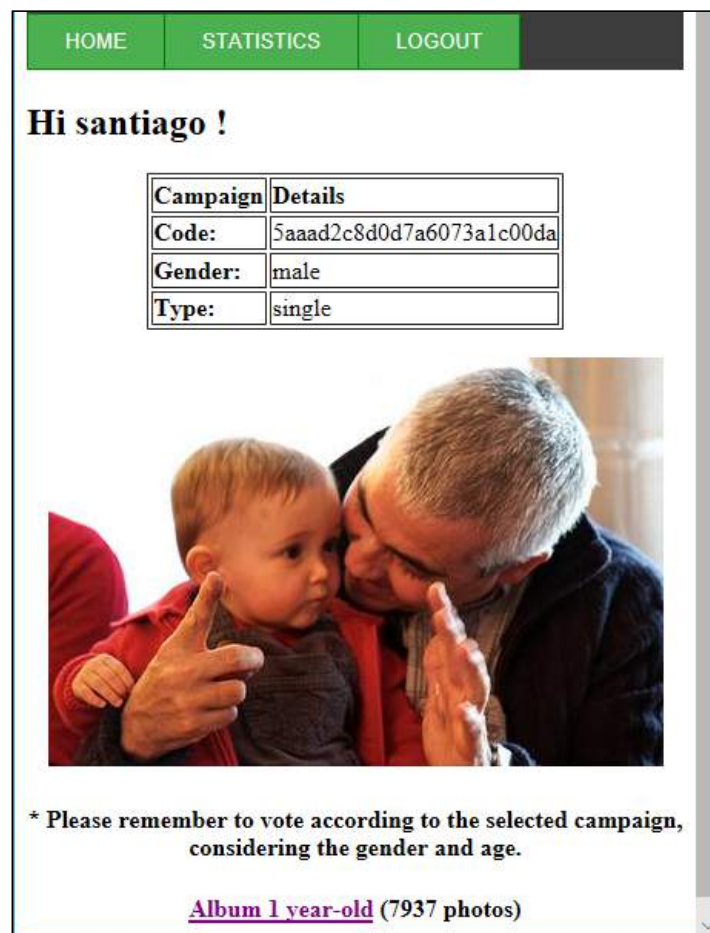 HOME STATISTICS LOGOUT
Hi santiago !
Campaign Details
Code: 5aaad2c8d0d7a6073a1c00da
Gender: male
Type: single
* Please remember to vote according to the selected campaign,
considering the gender and age.
Album 1 year-old (7937 photos)